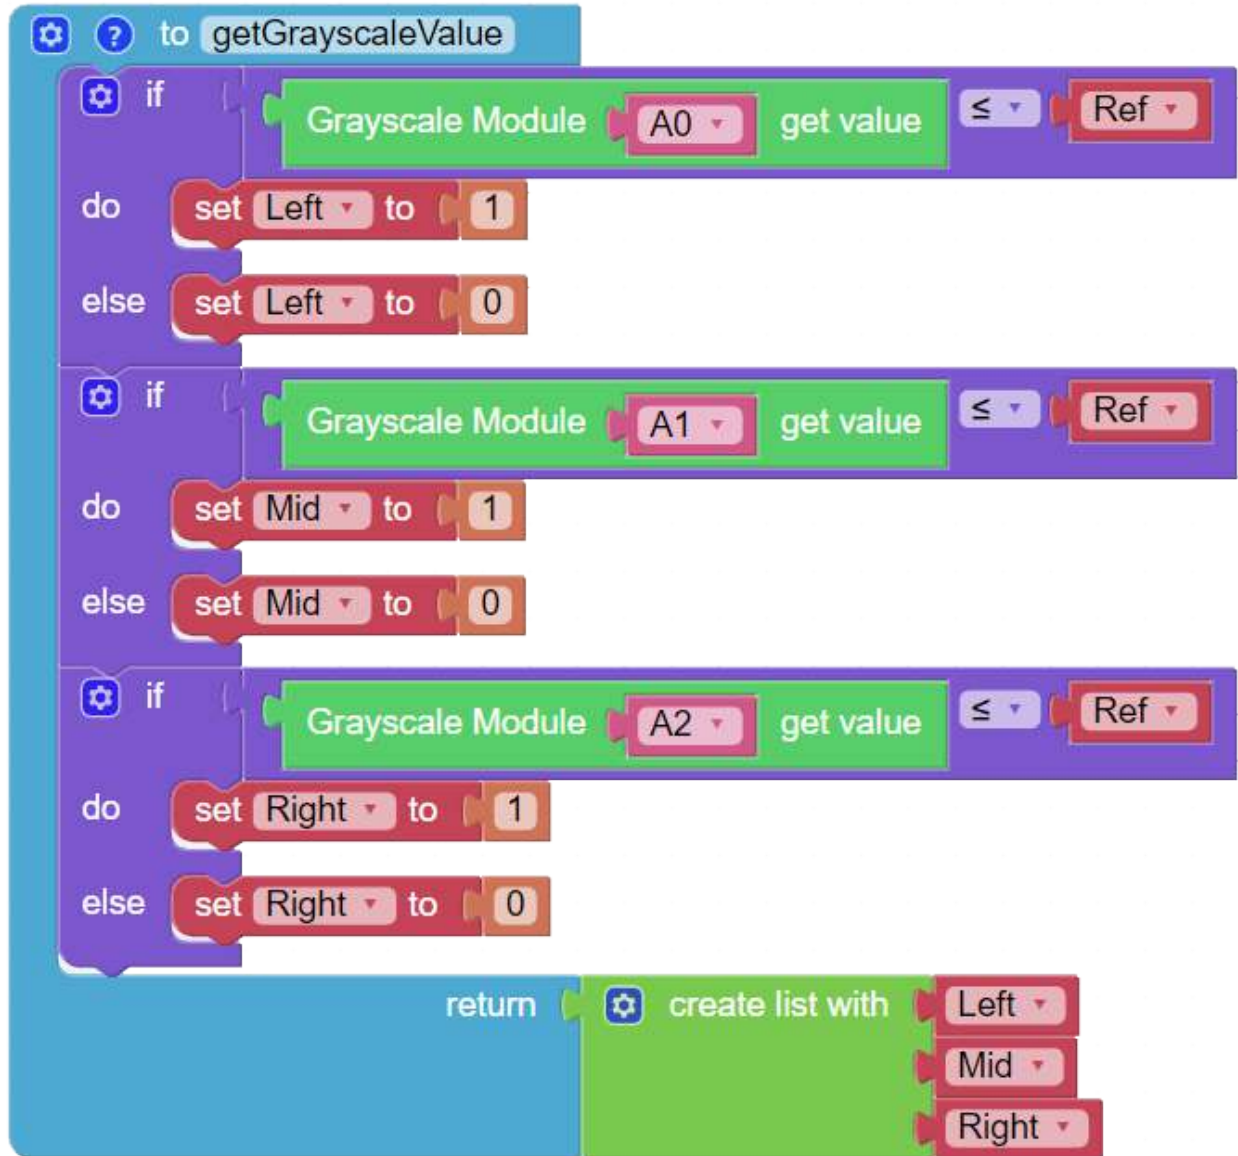 ? to getGrayscaleValue
if Grayscale Module A0 get value ≤ Ref
do set Left to 1
else set Left to 0
if Grayscale Module A1 get value ≤ Ref
do set Mid to 1
else set Mid to 0
if Grayscale Module A2 get value ≤ Ref
do set Right to 1
else set Right to 0
return create list with Left
Mid
Right